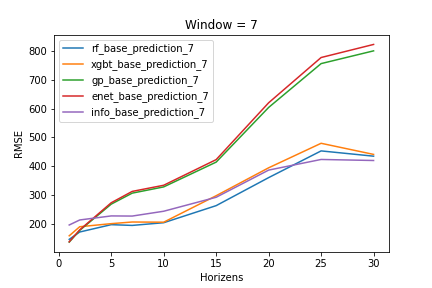 Window = 7
rf_base_prediction_7
xgbt_base_prediction_7
gp_base_prediction_7
enet_base_prediction_7
info_base_prediction_7
RMSE
800
700
600
500
400
300
200
0 5 10 15 20 25 30
Horizens